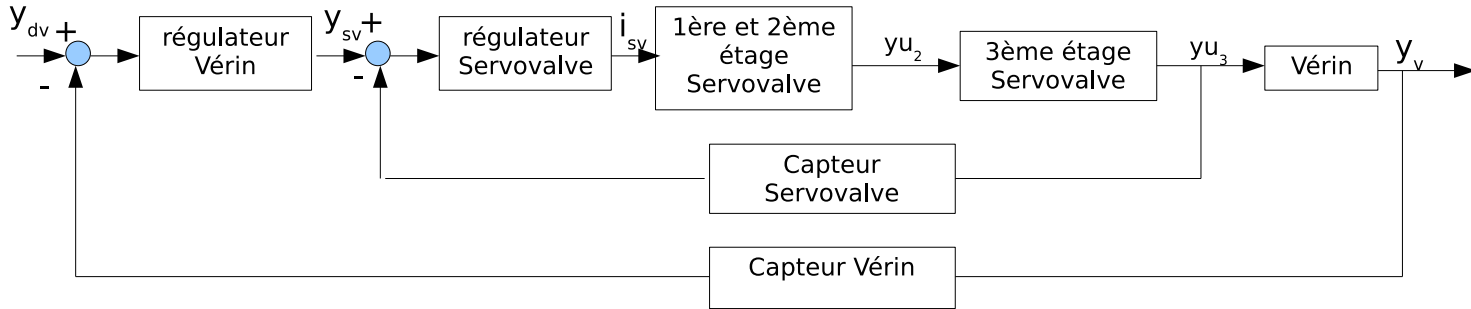 y_dv +
-
régulateur
Vérin
y_sv +
-
régulateur
Servovalve
i_sv
1ère et 2ème
étage
Servovalve
yu_2
3ème étage
Servovalve
yu_3
Vérin
y_v
Capteur
Servovalve
Capteur Vérin